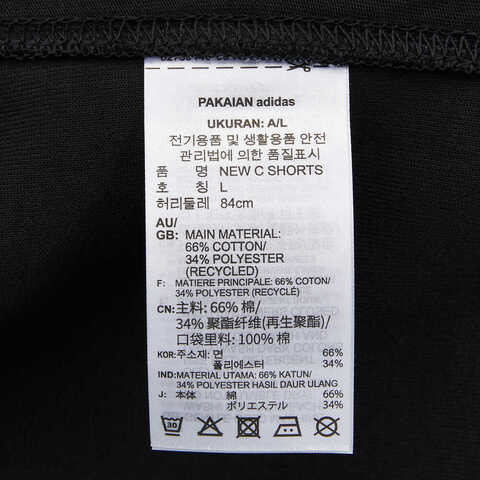 PAKAIAN adidas
UKURAN: A/L
전기용품 및 생활용품 안전
관리법에 의한 품질표시
품 명 NEW C SHORTS
호 칭 L
허리둘레 84cm
AU/
GB: MAIN MATERIAL:
66% COTTON/
34% POLYESTER
(RECYCLED)
F: MATIERE PRINCIPALE: 66% COTON/
34% POLYESTER (RECYCLÉ)
CN: 主料: 66% 棉/
34% 聚酯纤维(再生聚酯)/
口袋里料: 100% 棉
KOR: 주소재: 면 66%
폴리에스터 34%
IND: MATERIAL UTAMA: 66% KATUN/
34% POLYESTER HASIL DAUR ULANG
J: 本体 綿 66%
ポリエステル 34%
30